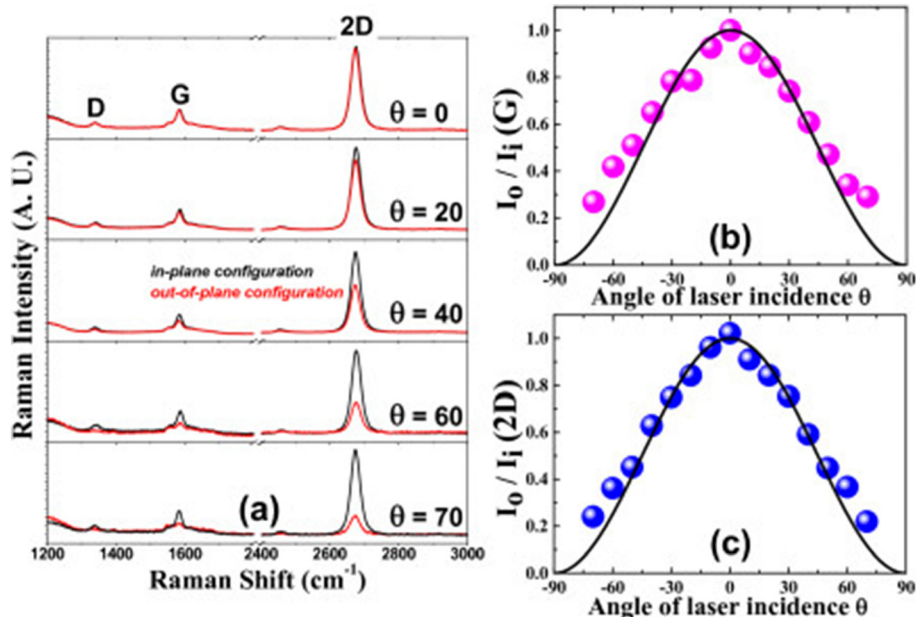 2D
D
G
θ = 0
θ = 20
in-plane configuration
out-of-plane configuration
θ = 40
θ = 60
(a)
θ = 70
1200 1400 1600 2400 2600 2800 3000
Raman Shift (cm-1)
Raman Intensity (A. U.)
1.0
0.8
0.6
0.4
0.2
0.0
Io / Ii (G)
(b)
-90 -60 -30 0 30 60 90
Angle of laser incidence θ
1.0
0.8
0.6
0.4
0.2
0.0
Io / Ii (2D)
(c)
-90 -60 -30 0 30 60 90
Angle of laser incidence θ